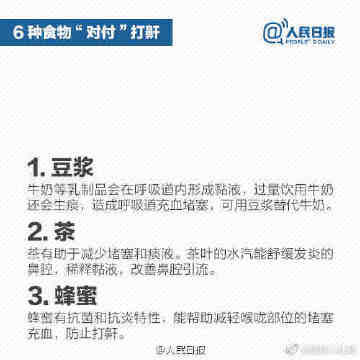 6种食物“对付”打鼾
@人民日报
PEOPLE'S DAILY
1. 豆浆
牛奶等乳制品会在呼吸道内形成黏液，过量饮用牛奶
还会生痰，造成呼吸道充血堵塞，可用豆浆替代牛奶。
2. 茶
茶有助于减少堵塞和痰液。茶叶的水汽能舒缓发炎的
鼻腔，稀释黏液，改善鼻腔引流。
3. 蜂蜜
蜂蜜有抗菌和抗炎特性，能帮助减轻喉咙部位的堵塞
充血，防止打鼾。
@人民日报